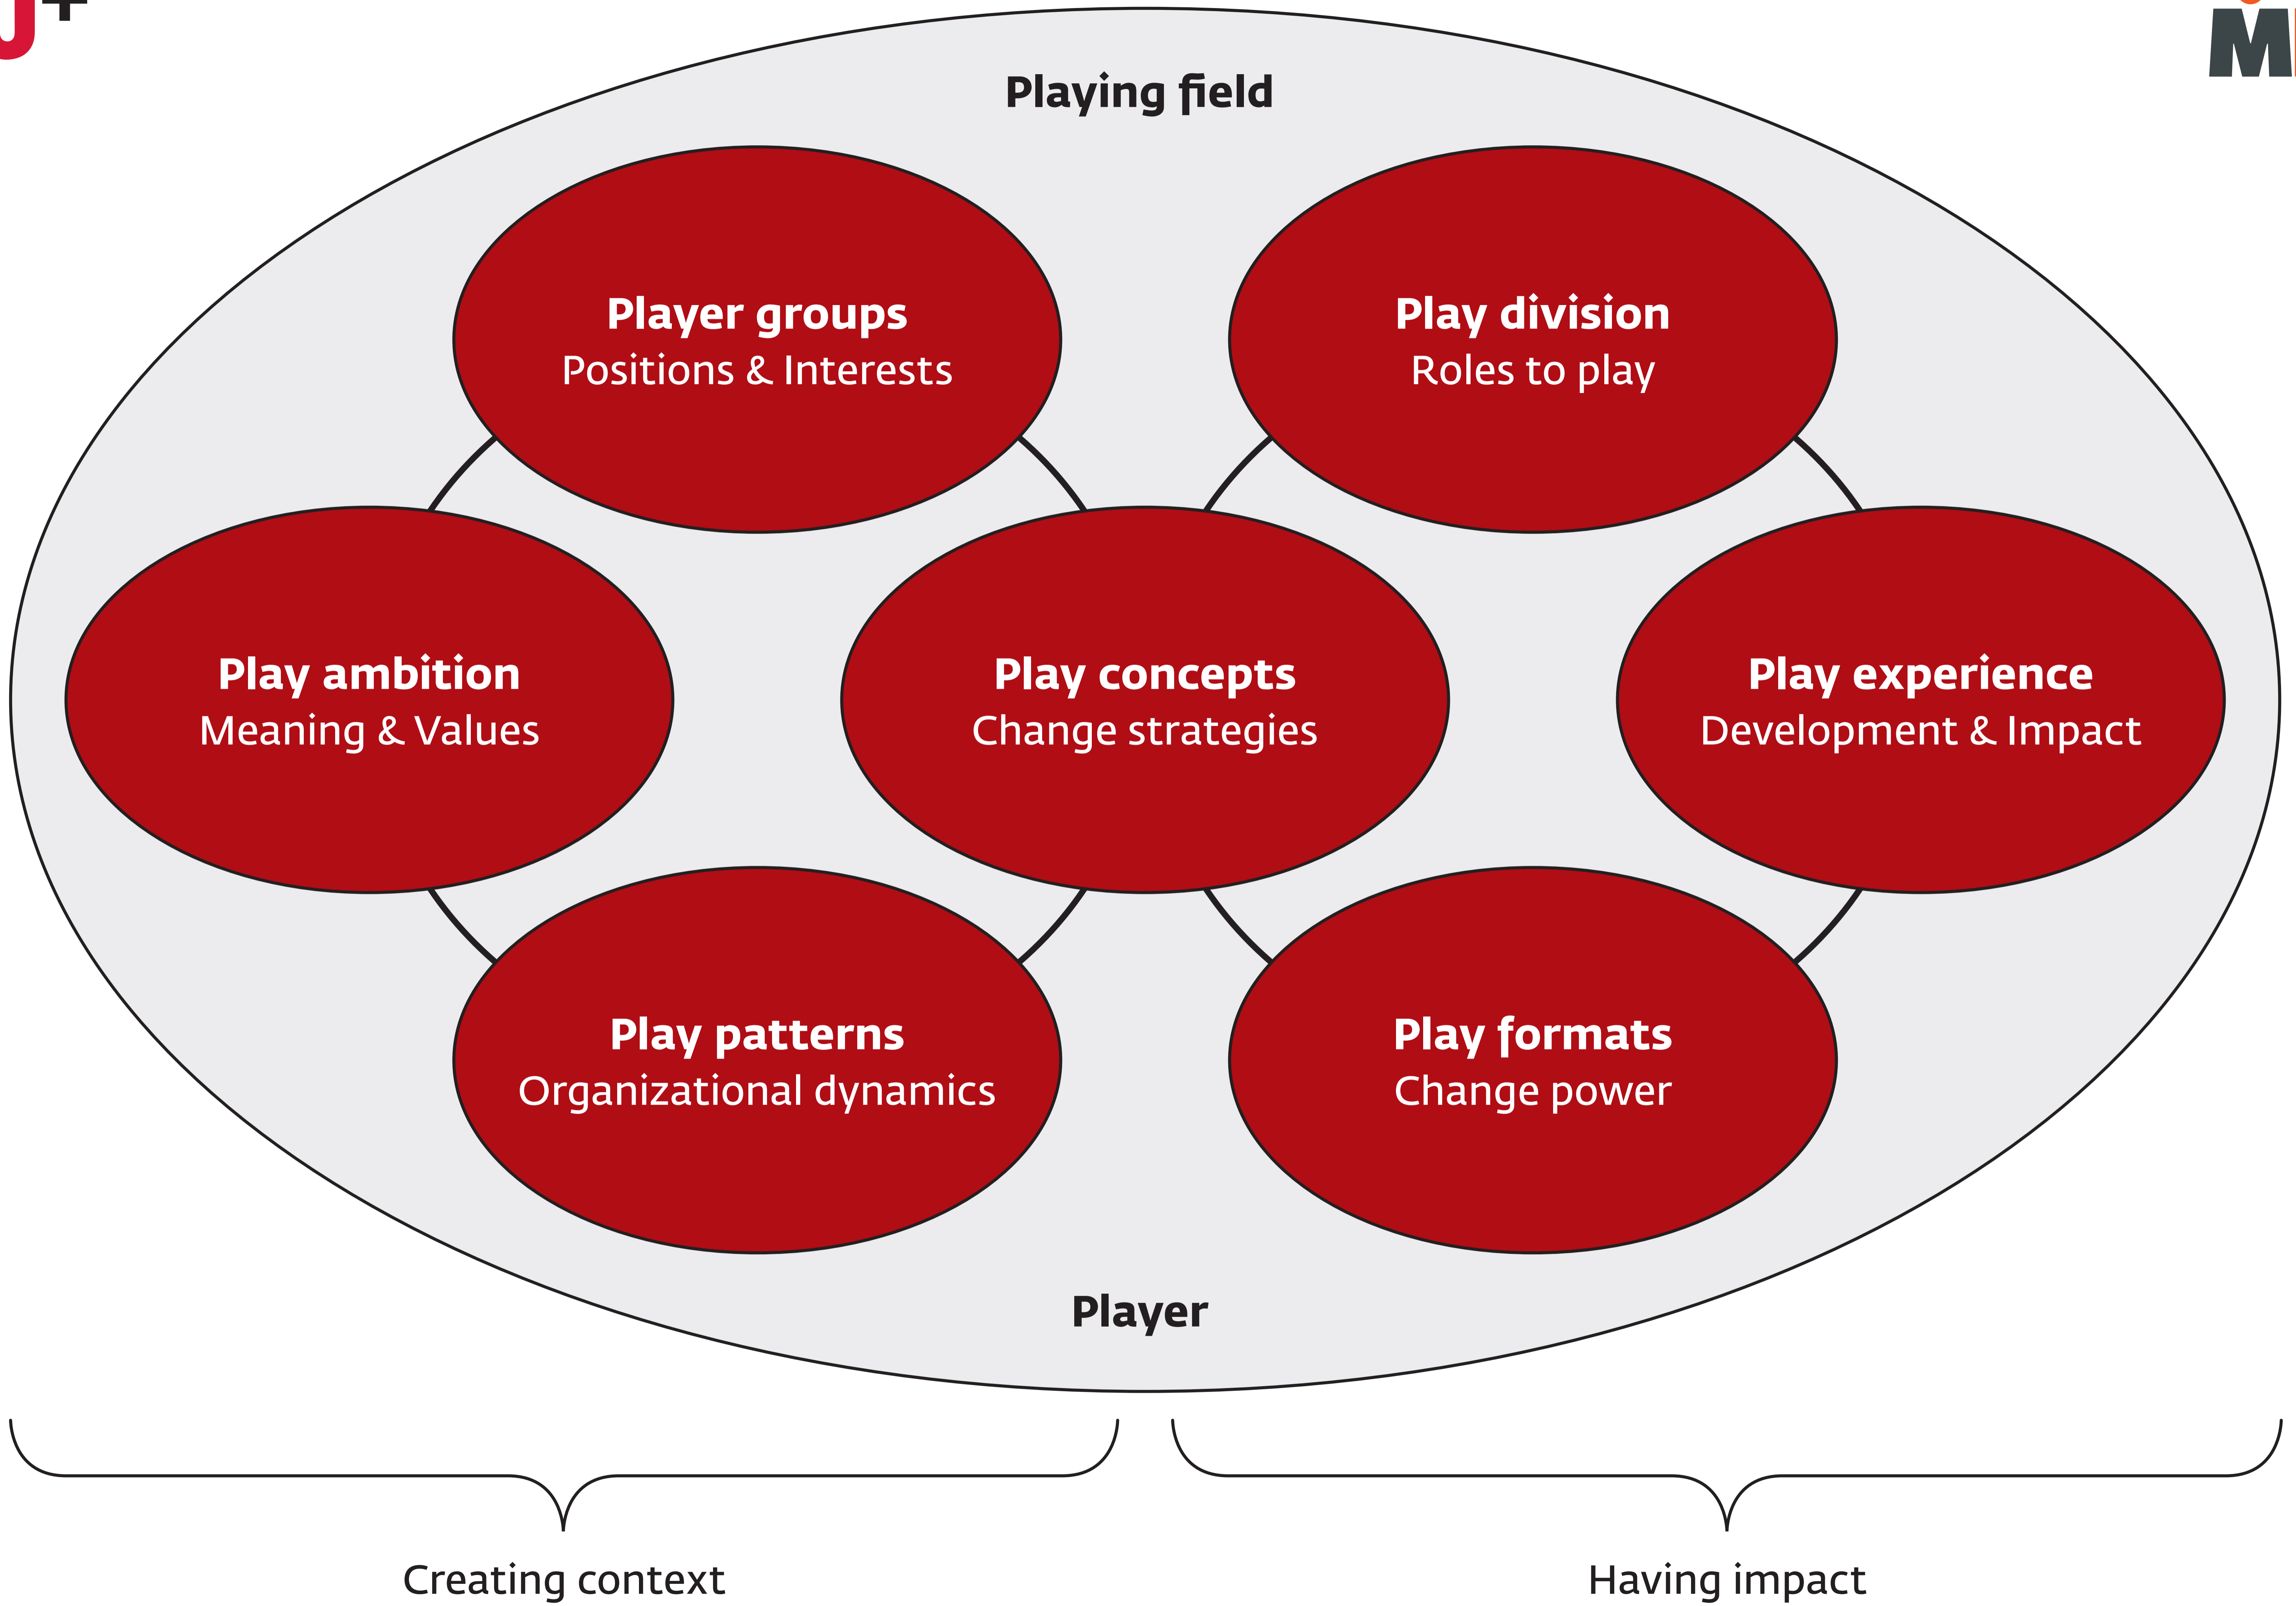 Playing field
Player groups
Positions & Interests
Play division
Roles to play
Play ambition
Meaning & Values
Play concepts
Change strategies
Play experience
Development & Impact
Play patterns
Organizational dynamics
Play formats
Change power
Player
Creating context
Having impact